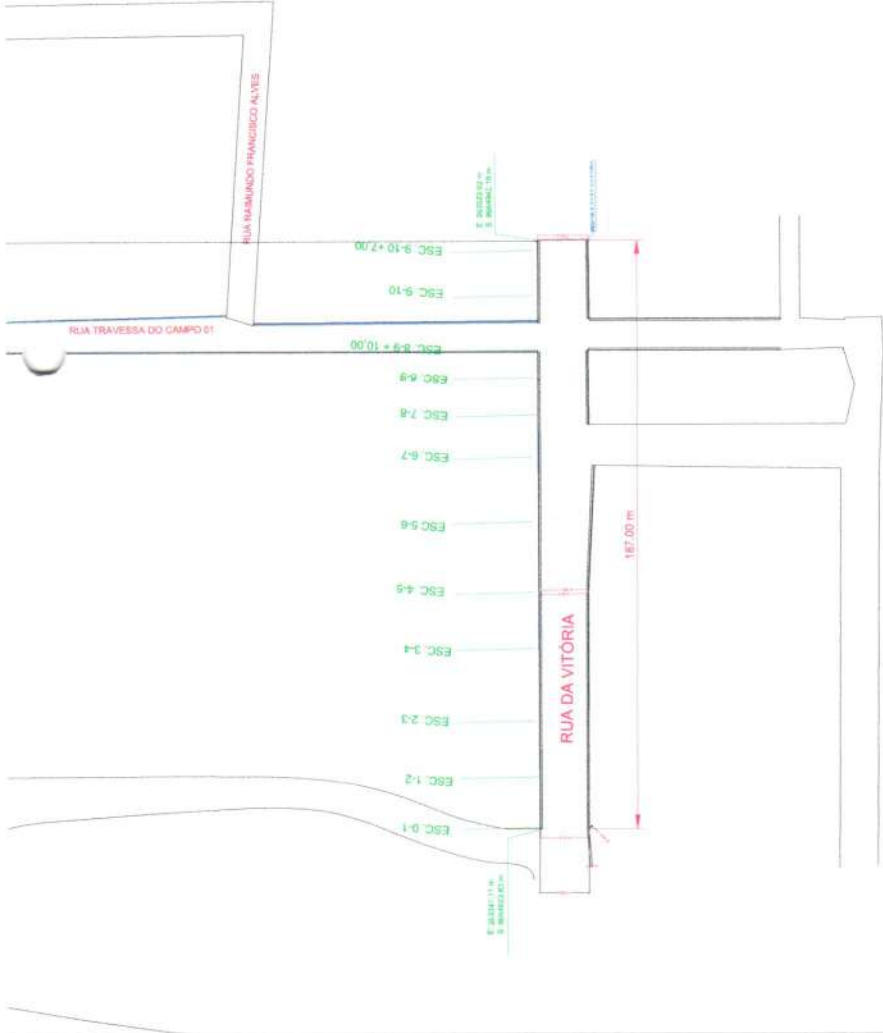 RUA RAIMUNDO FRANCISCO ALVES
RUA TRAVESSA DO CAMPO 01
ESC. 9-10 +7,00
ESC. 9-10
ESC. 8-9 + 10,00
ESC. 8-9
ESC. 7-8
ESC. 6-7
ESC 5-6
ESC. 4-5
ESC. 3-4
ESC. 2-3
ESC. 1-2
ESC. 0-1
187.00 m
RUA DA VITÓRIA